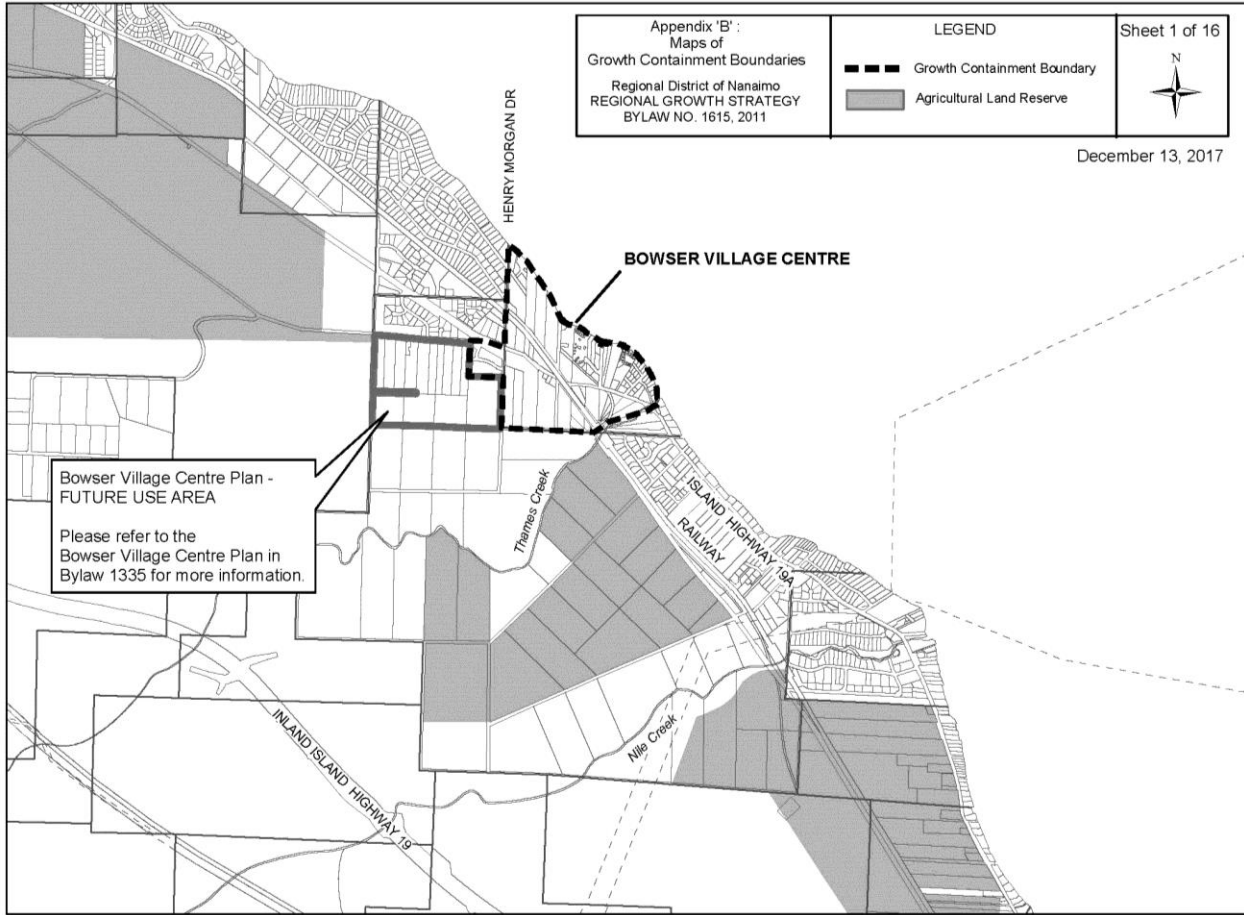 Appendix 'B' :
Maps of
Growth Containment Boundaries
Regional District of Nanaimo
REGIONAL GROWTH STRATEGY
BYLAW NO. 1615, 2011
LEGEND
Growth Containment Boundary
Agricultural Land Reserve
Sheet 1 of 16
N
December 13, 2017
HENRY MORGAN DR
BOWSER VILLAGE CENTRE
Bowser Village Centre Plan -
FUTURE USE AREA
Please refer to the
Bowser Village Centre Plan in
Bylaw 1335 for more information.
Thames Creek
ISLAND HIGHWAY 19A
RAILWAY
Nile Creek
INLAND ISLAND HIGHWAY 19